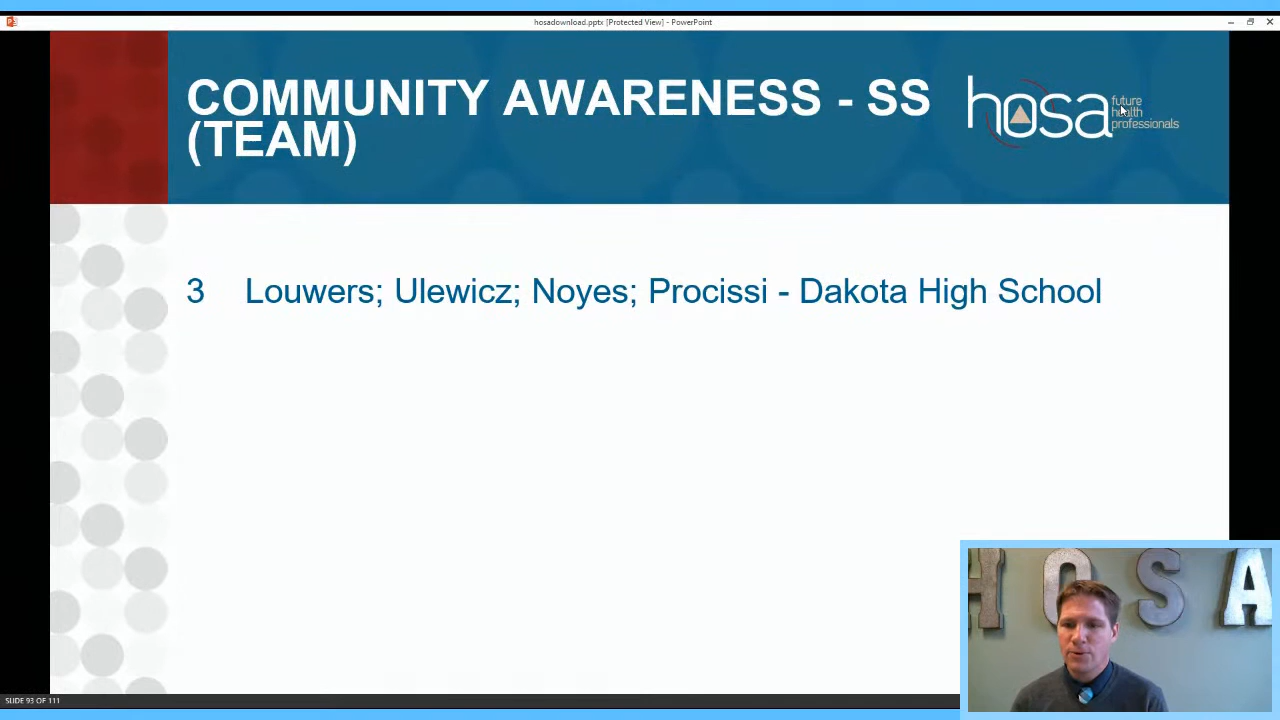 hosadownload.pptx [Protected View] - PowerPoint
COMMUNITY AWARENESS - SS
(TEAM)
hosa future
health
professionals
3 Louwers; Ulewicz; Noyes; Procissi - Dakota High School
HOSA
SLIDE 93 OF 111